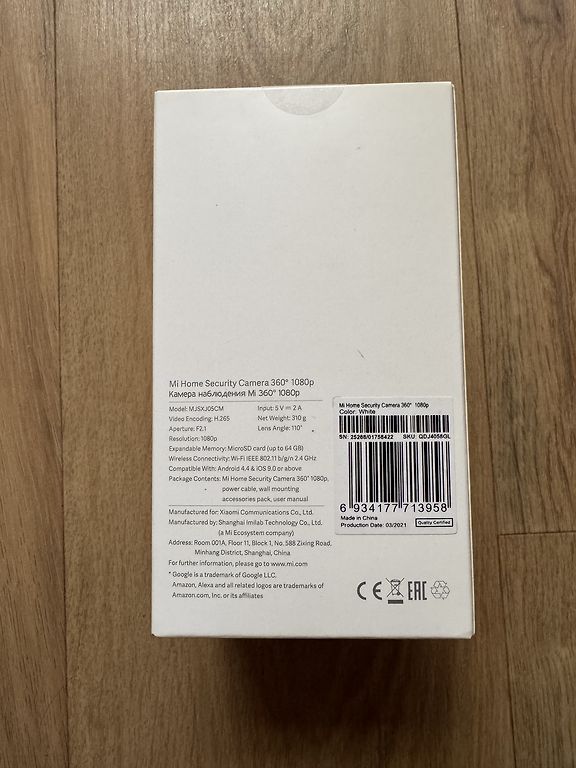 Mi Home Security Camera 360° 1080p
Камера наблюдения Mi 360° 1080p
Model: MJSXJ05CM
Input: 5 V ⎓ 2 A
Video Encoding: H.265
Net Weight: 310 g
Aperture: F2.1
Lens Angle: 110°
Resolution: 1080p
Expandable Memory: MicroSD card (up to 64 GB)
Wireless Connectivity: Wi-Fi IEEE 802.11 b/g/n 2.4 GHz
Compatible With: Android 4.4 & iOS 9.0 or above
Package Contents: Mi Home Security Camera 360° 1080p,
power cable, wall mounting
accessories pack, user manual
Manufactured for: Xiaomi Communications Co., Ltd.
Manufactured by: Shanghai Imilab Technology Co., Ltd.
(a Mi Ecosystem company)
Address: Room 001A, Floor 11, Block 1, No. 588 Zixing Road,
Minhang District, Shanghai, China
For further information, please go to www.mi.com
* Google is a trademark of Google LLC.
Amazon, Alexa and all related logos are trademarks of
Amazon.com, Inc. or its affiliates
Mi Home Security Camera 360° 1080p
Color: White
SN: 25268/01758422 SKU: QDJ4058GL
6 934177 713958
Made in China
Production Date: 03/2021
Quality Certified
CE EAC